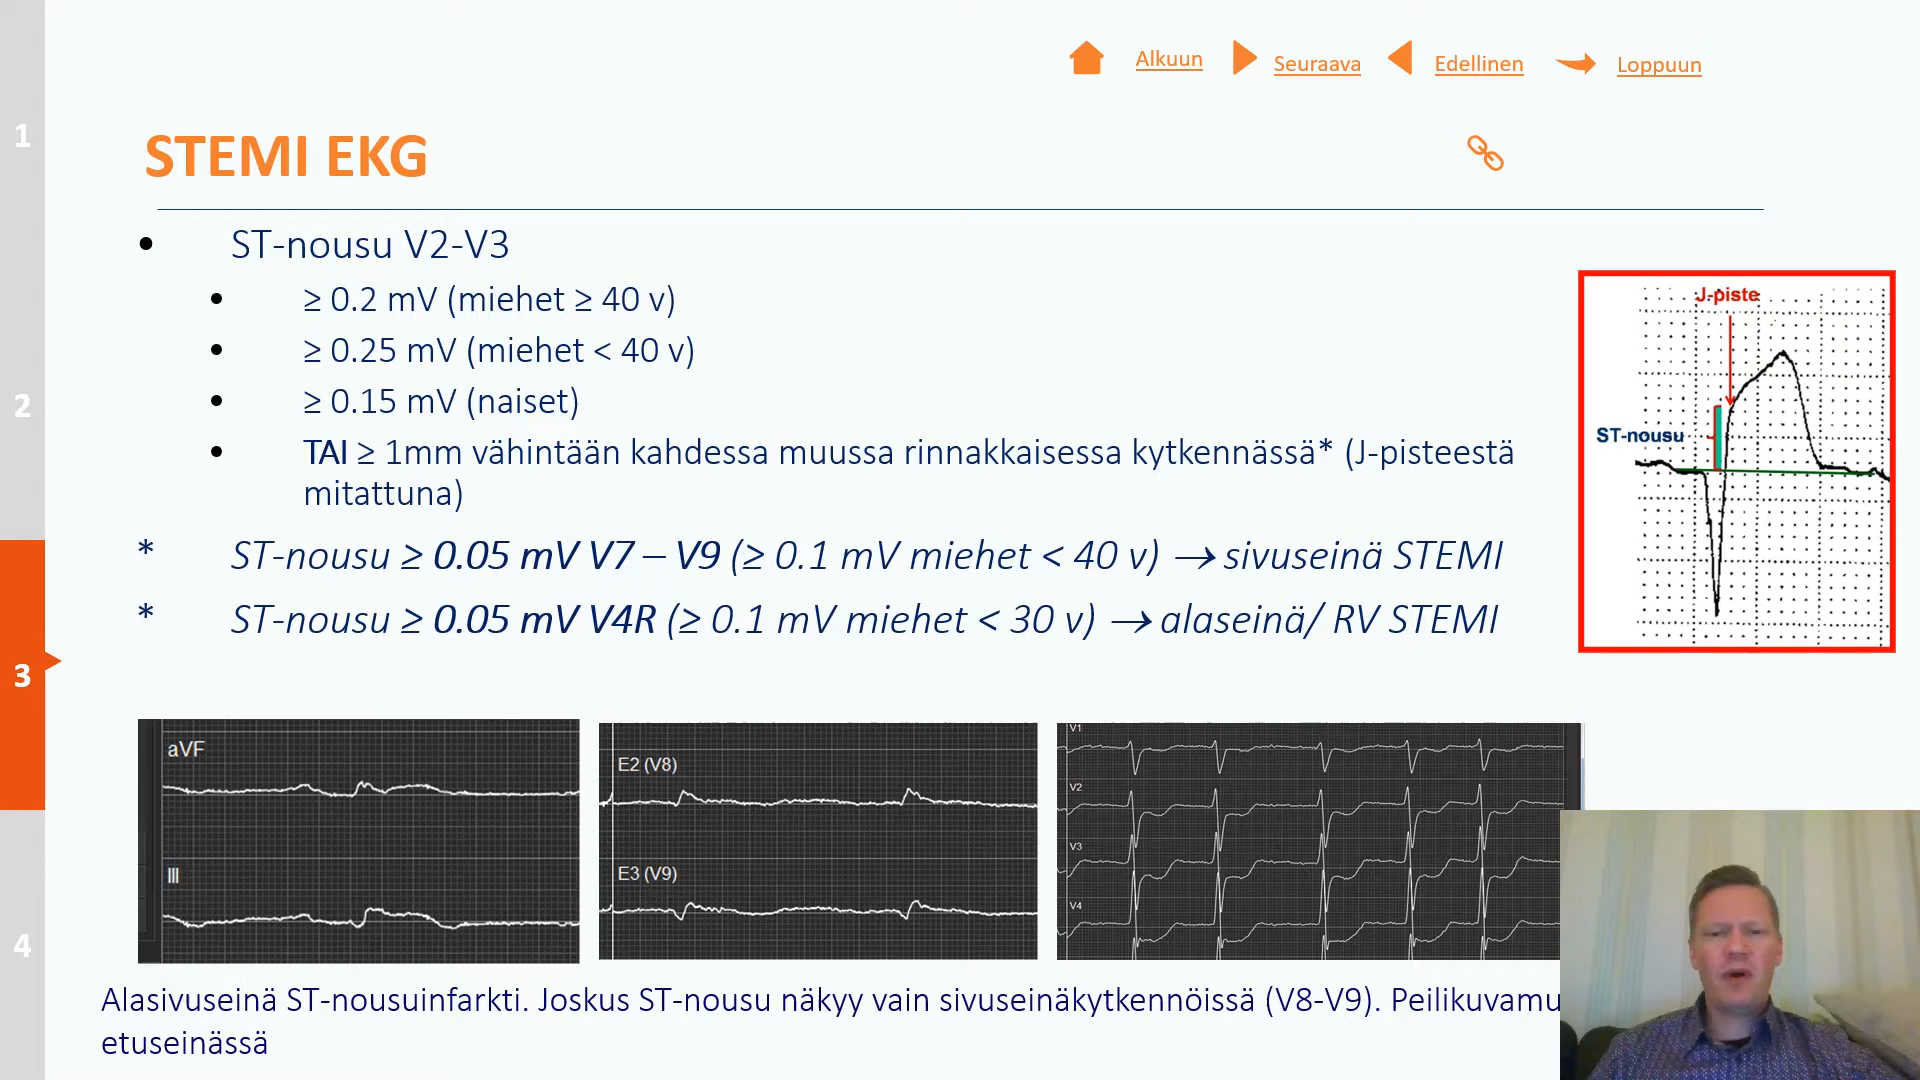 Alkuun Seuraava Edellinen Loppuun
1
STEMI EKG
• ST-nousu V2-V3
• ≥ 0.2 mV (miehet ≥ 40 v)
• ≥ 0.25 mV (miehet < 40 v)
2
• ≥ 0.15 mV (naiset)
• TAI ≥ 1mm vähintään kahdessa muussa rinnakkaisessa kytkennässä* (J-pisteestä
mitattuna)
* ST-nousu ≥ 0.05 mV V7 – V9 (≥ 0.1 mV miehet < 40 v) → sivuseinä STEMI
* ST-nousu ≥ 0.05 mV V4R (≥ 0.1 mV miehet < 30 v) → alaseinä/ RV STEMI
J-piste
ST-nousu
3
aVF
III
E2 (V8)
E3 (V9)
V1
V2
V3
V4
4
Alasivuseinä ST-nousuinfarkti. Joskus ST-nousu näkyy vain sivuseinäkytkennöissä (V8-V9). Peilikuvamu
etuseinässä